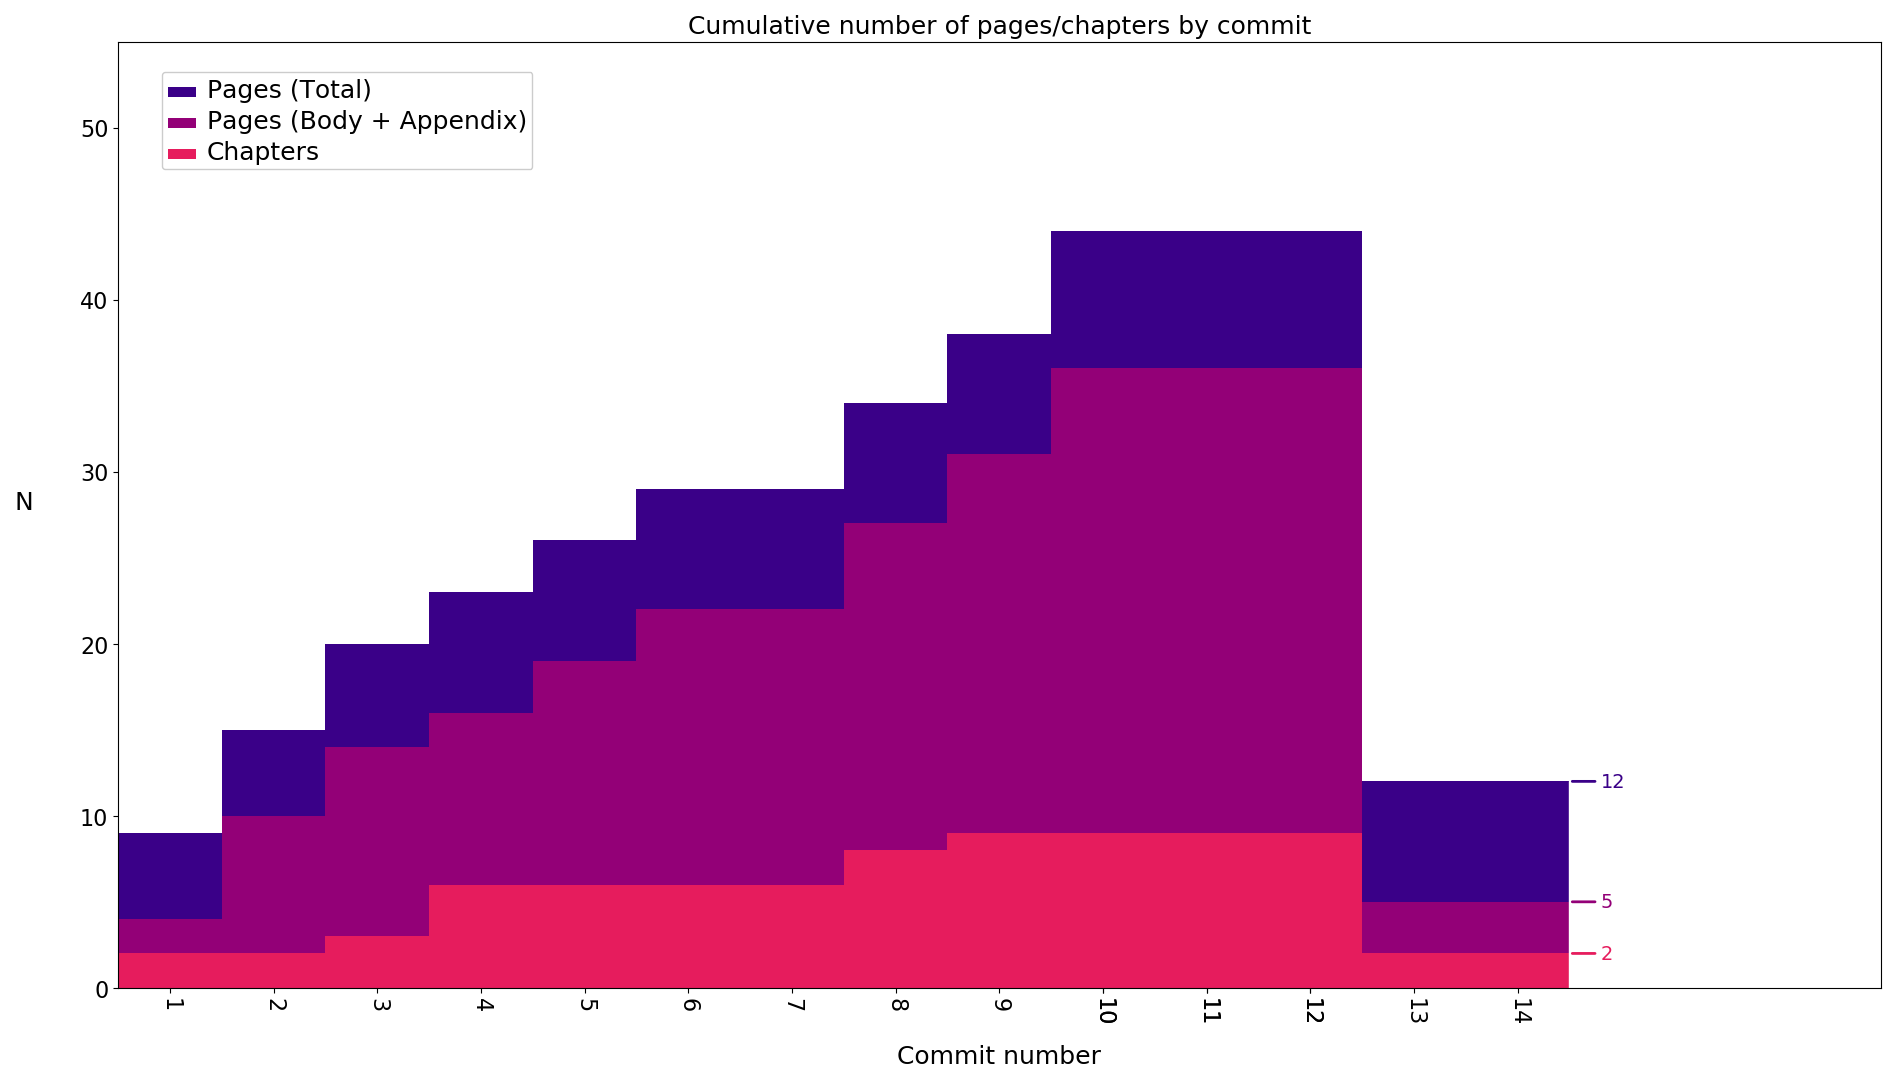 Cumulative number of pages/chapters by commit
Pages (Total)
Pages (Body + Appendix)
Chapters
50
40
30
20
10
0
N
12
5
2
1 2 3 4 5 6 7 8 9 10 11 12 13 14
Commit number